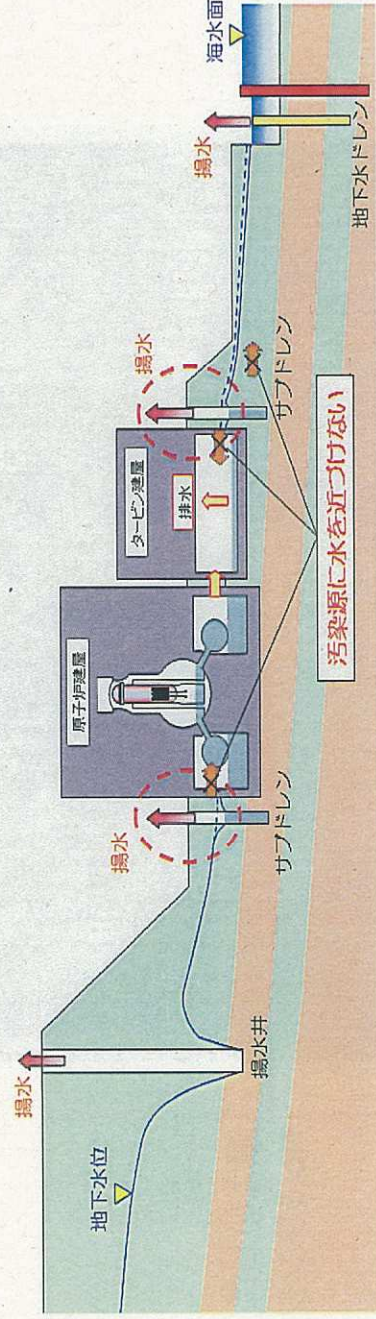 揚水
地下水位
揚水井
揚水
サブドレン
原子炉建屋
タービン建屋
排水
揚水
サブドレン
汚染源に水を近づけない
揚水
地下水ドレン
海水面